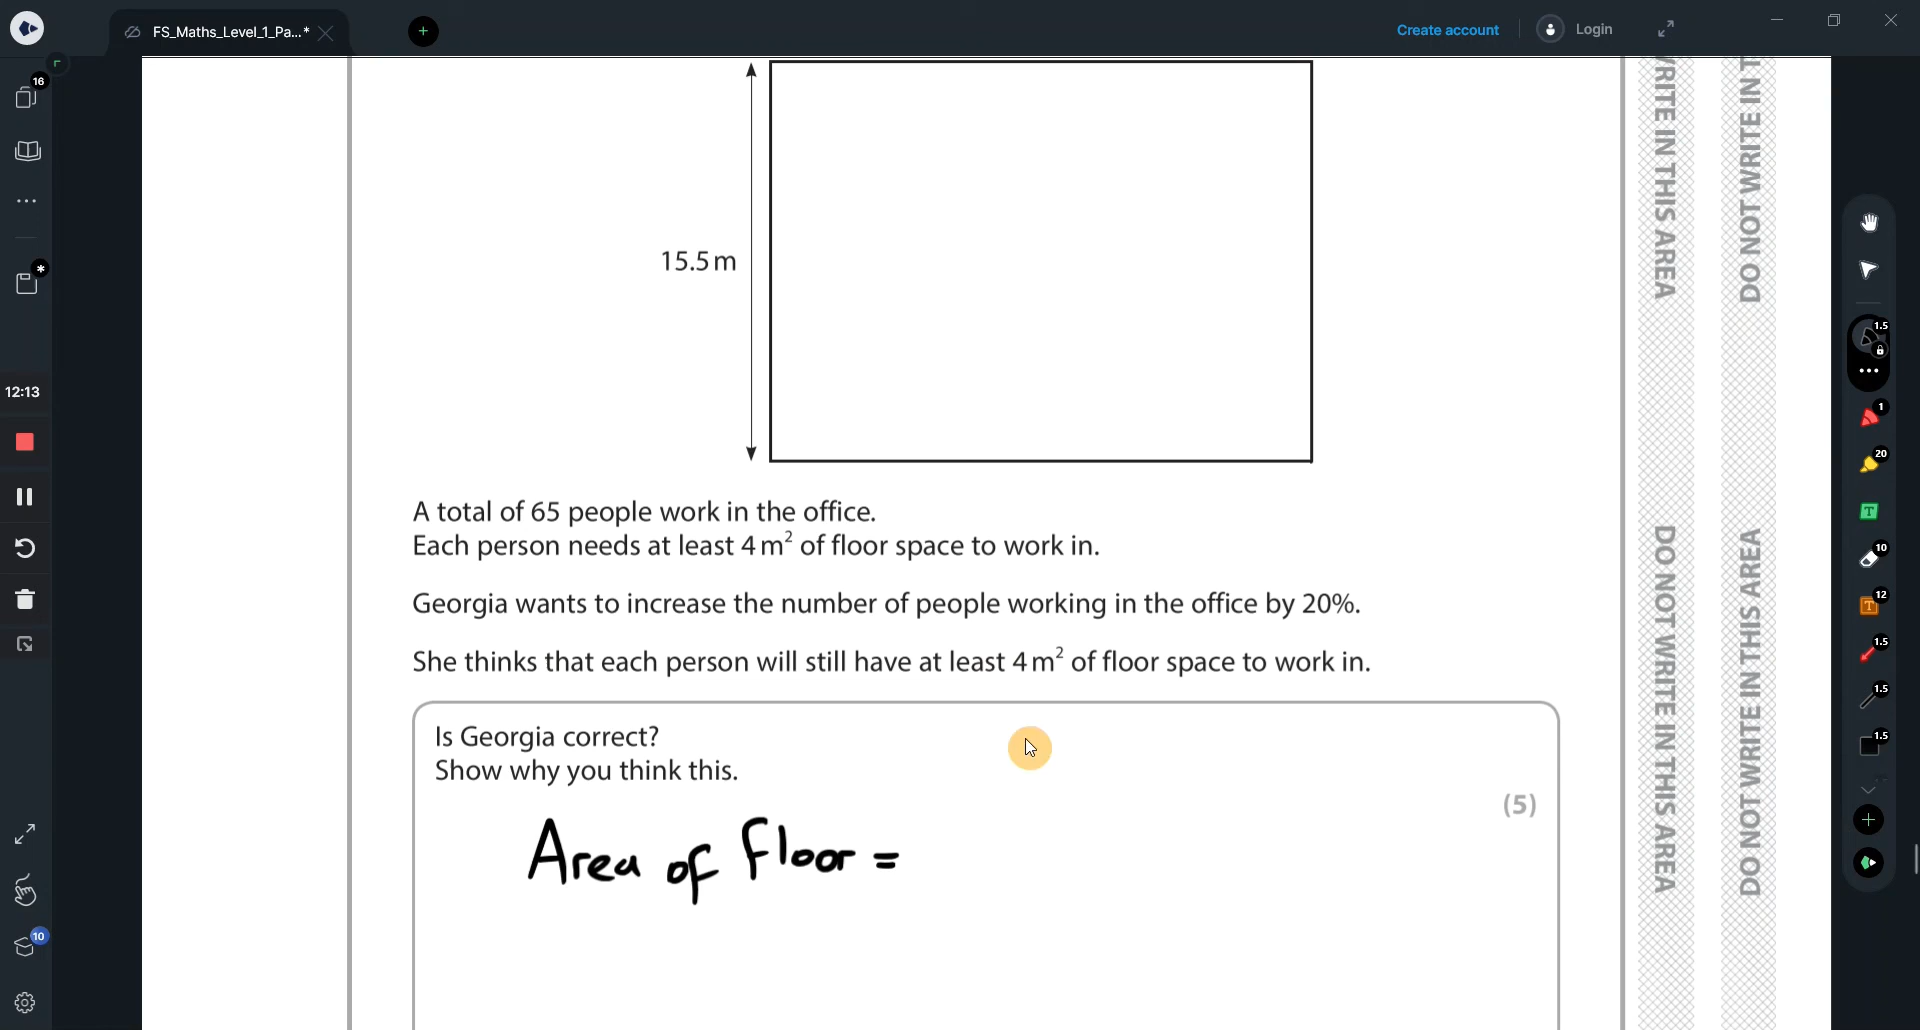 FS_Maths_Level_1_Pa...*
Create account
Login
16
12:13
10
15.5 m
A total of 65 people work in the office.
Each person needs at least 4 m² of floor space to work in.
Georgia wants to increase the number of people working in the office by 20%.
She thinks that each person will still have at least 4 m² of floor space to work in.
Is Georgia correct?
Show why you think this.
(5)
Area of floor =
WRITE IN THIS AREA
DO NOT WRITE IN T
DO NOT WRITE IN THIS AREA
DO NOT WRITE IN THIS AREA
1.5
1
20
T
10
12
T
1.5
1.5
1.5